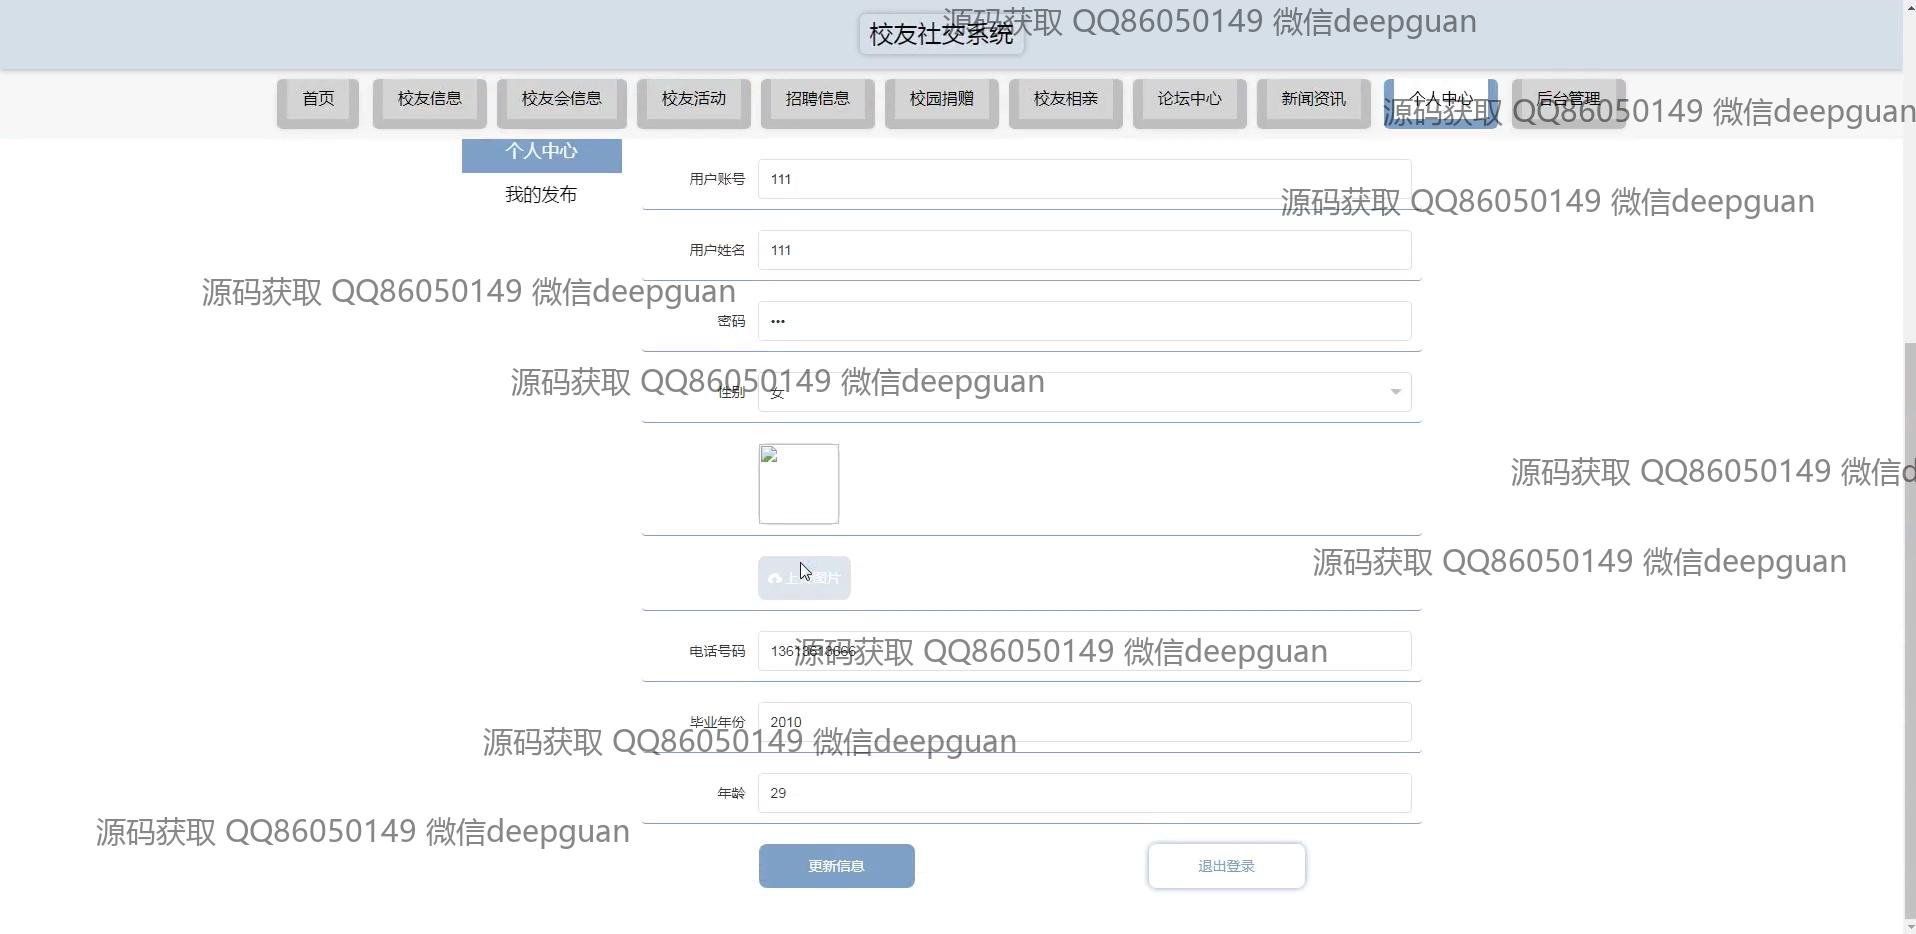 源码获取 QQ86050149 微信deepguan
校友社交系统
首页 校友信息 校友会信息 校友活动 招聘信息 校园捐赠 校友相亲 论坛中心 新闻资讯 个人中心 后台管理
源码获取 QQ86050149 微信deepguan
个人中心
用户账号 111
我的发布
源码获取 QQ86050149 微信deepguan
用户姓名 111
源码获取 QQ86050149 微信deepguan
密码 •••
源码获取 QQ86050149 微信deepguan
性别 女
源码获取 QQ86050149 微信d
源码获取 QQ86050149 微信deepguan
图片
电话号码
源码获取 QQ86050149 微信deepguan
毕业年份 2010
源码获取 QQ86050149 微信deepguan
年龄 29
源码获取 QQ86050149 微信deepguan
更新信息 退出登录